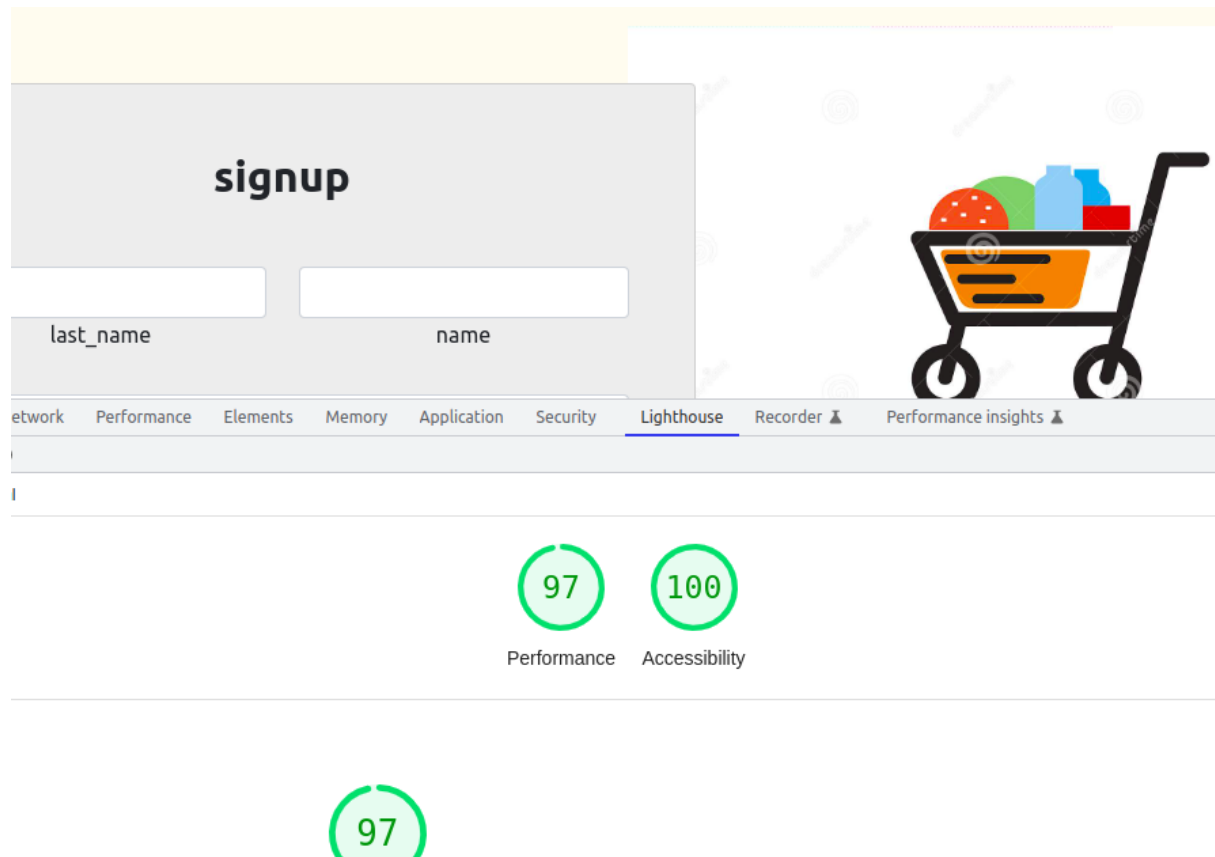 signup
last_name name
etwork Performance Elements Memory Application Security Lighthouse Recorder Performance insights
97 100
Performance Accessibility
97